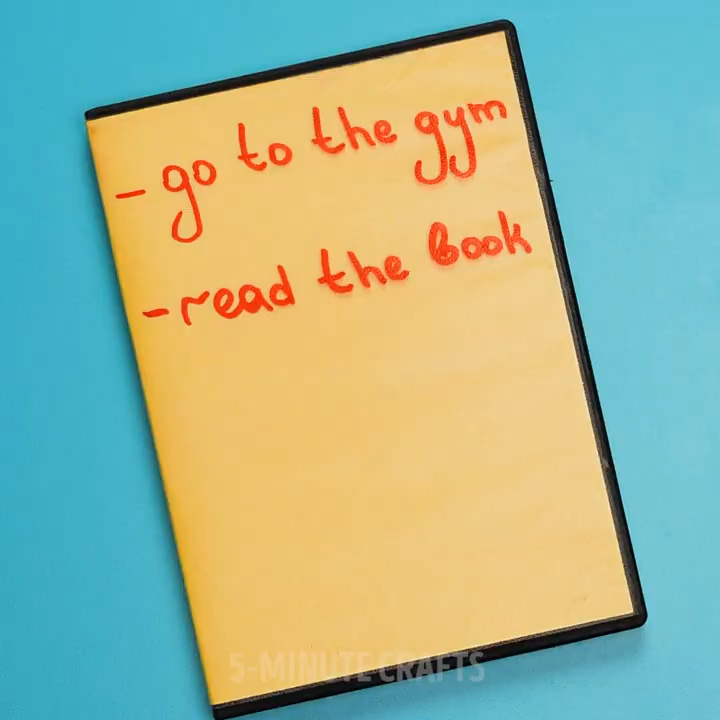 - go to the gym
- read the book
5-MINUTE CRAFTS